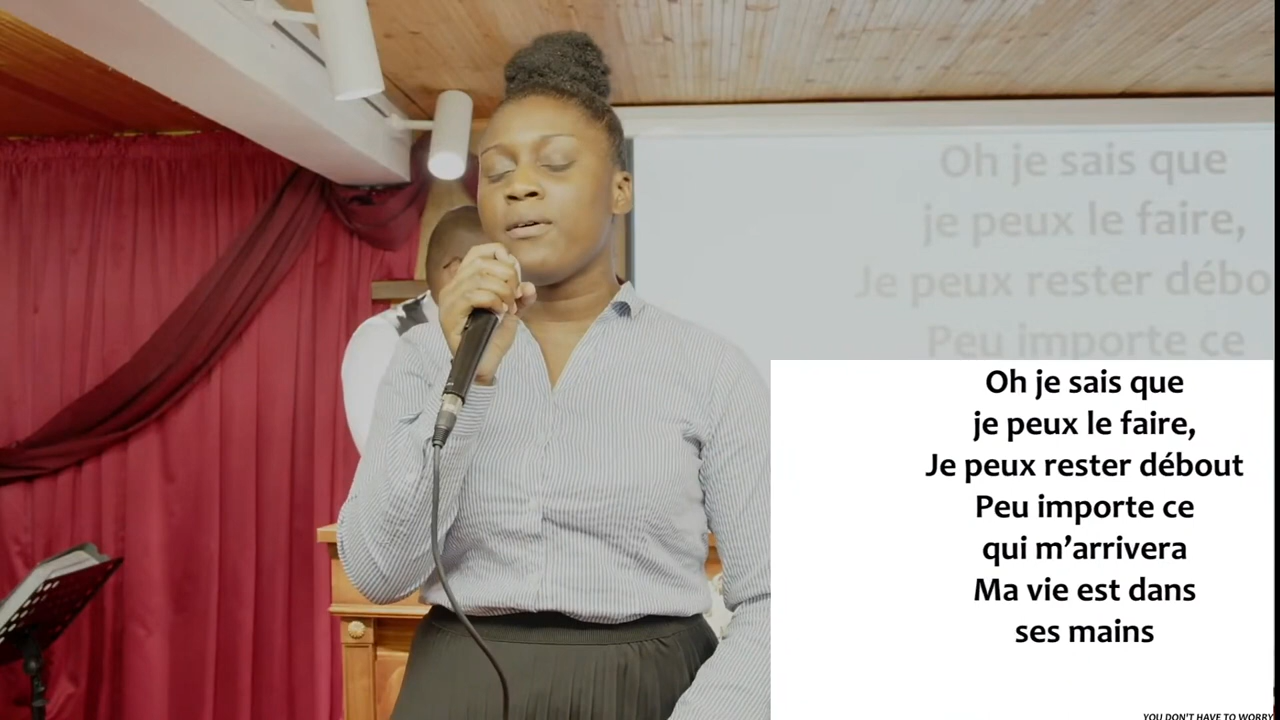 Oh je sais que
je peux le faire,
Je peux rester débo
Peu importe ce
Oh je sais que
je peux le faire,
Je peux rester débout
Peu importe ce
qui m’arrivera
Ma vie est dans
ses mains
YOU DON'T HAVE TO WORRY